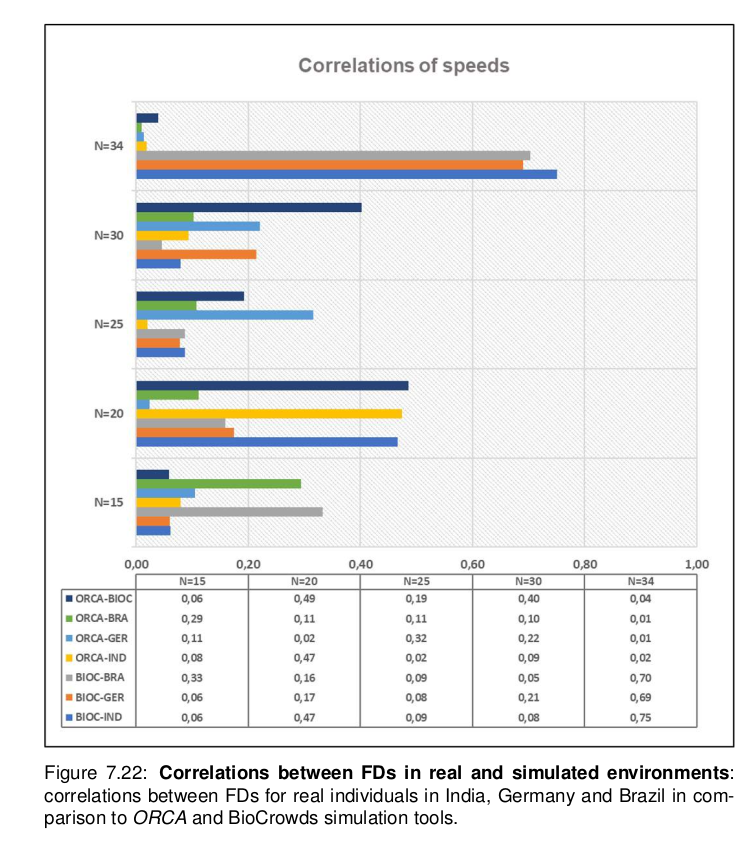 Correlations of speeds
N=34
N=30
N=25
N=20
N=15
0,00 0,20 0,40 0,60 0,80 1,00
N=15 N=20 N=25 N=30 N=34
ORCA-BIOC 0,06 0,49 0,19 0,40 0,04
ORCA-BRA 0,29 0,11 0,11 0,10 0,01
ORCA-GER 0,11 0,02 0,32 0,22 0,01
ORCA-IND 0,08 0,47 0,02 0,09 0,02
BIOC-BRA 0,33 0,16 0,09 0,05 0,70
BIOC-GER 0,06 0,17 0,08 0,21 0,69
BIOC-IND 0,06 0,47 0,09 0,08 0,75
Figure 7.22: Correlations between FDs in real and simulated environments:
correlations between FDs for real individuals in India, Germany and Brazil in com-
parison to ORCA and BioCrowds simulation tools.